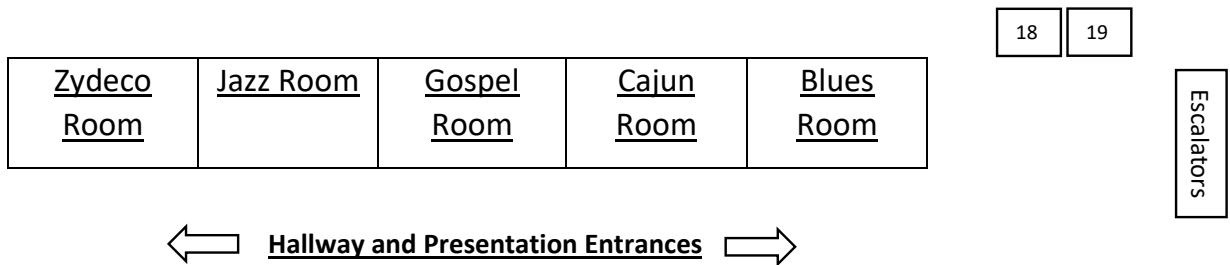 18 19
Zydeco Jazz Room Gospel Cajun Blues
Room Room Room Room
Escalators
Hallway and Presentation Entrances